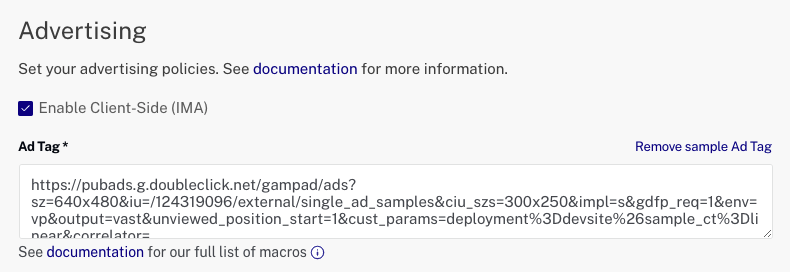 Advertising
Set your advertising policies. See documentation for more information.
Enable Client-Side (IMA)
Ad Tag * Remove sample Ad Tag
https://pubads.g.doubleclick.net/gampad/ads?
sz=640x480&iu=/124319096/external/single_ad_samples&ciu_szs=300x250&impl=s&gdfp_req=1&env=
vp&output=vast&unviewed_position_start=1&cust_params=deployment%3Ddevsite%26sample_ct%3Dli
near&correlator=
See documentation for our full list of macros